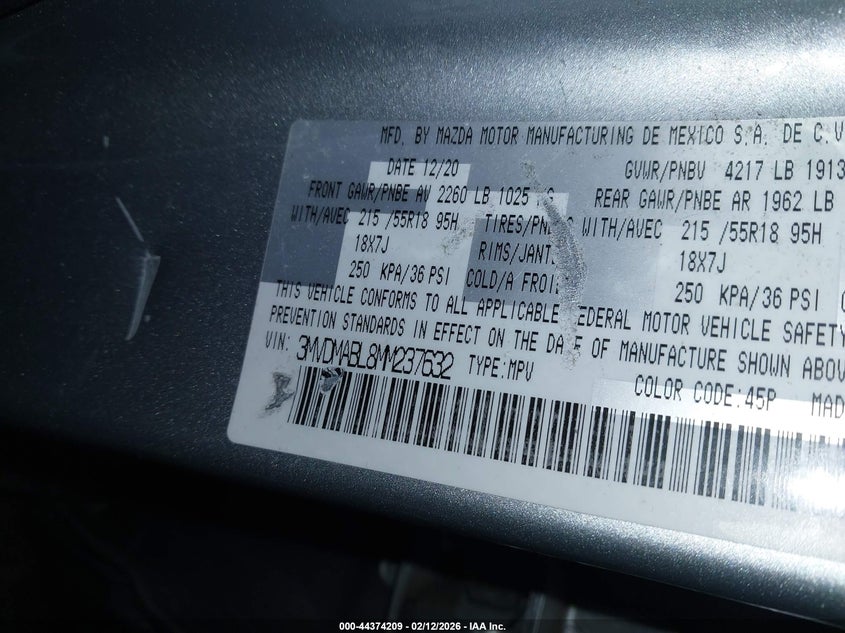 MFD. BY MAZDA MOTOR MANUFACTURING DE MEXICO S.A. DE C.V
DATE 12/20 GVWR/PNBV 4217 LB 1913
FRONT GAWR/PNBE AV 2260 LB 1025 REAR GAWR/PNBE AR 1962 LB
WITH/AVEC 215 /55R18 95H TIRES/ WITH/AVEC 215 /55R18 95H
18X7J RIMS/JANT 18X7J
250 KPA/36 PSI COLD/A FROI 250 KPA/36 PSI
THIS VEHICLE CONFORMS TO ALL APPLICABLE FEDERAL MOTOR VEHICLE SAFETY
PREVENTION STANDARDS IN EFFECT ON THE DATE OF MANUFACTURE SHOWN ABOV
VIN: 3MVDMABL8MM237632 TYPE:MPV
COLOR CODE:45P MAD
000-44374209 - 02/12/2026 - IAA Inc.